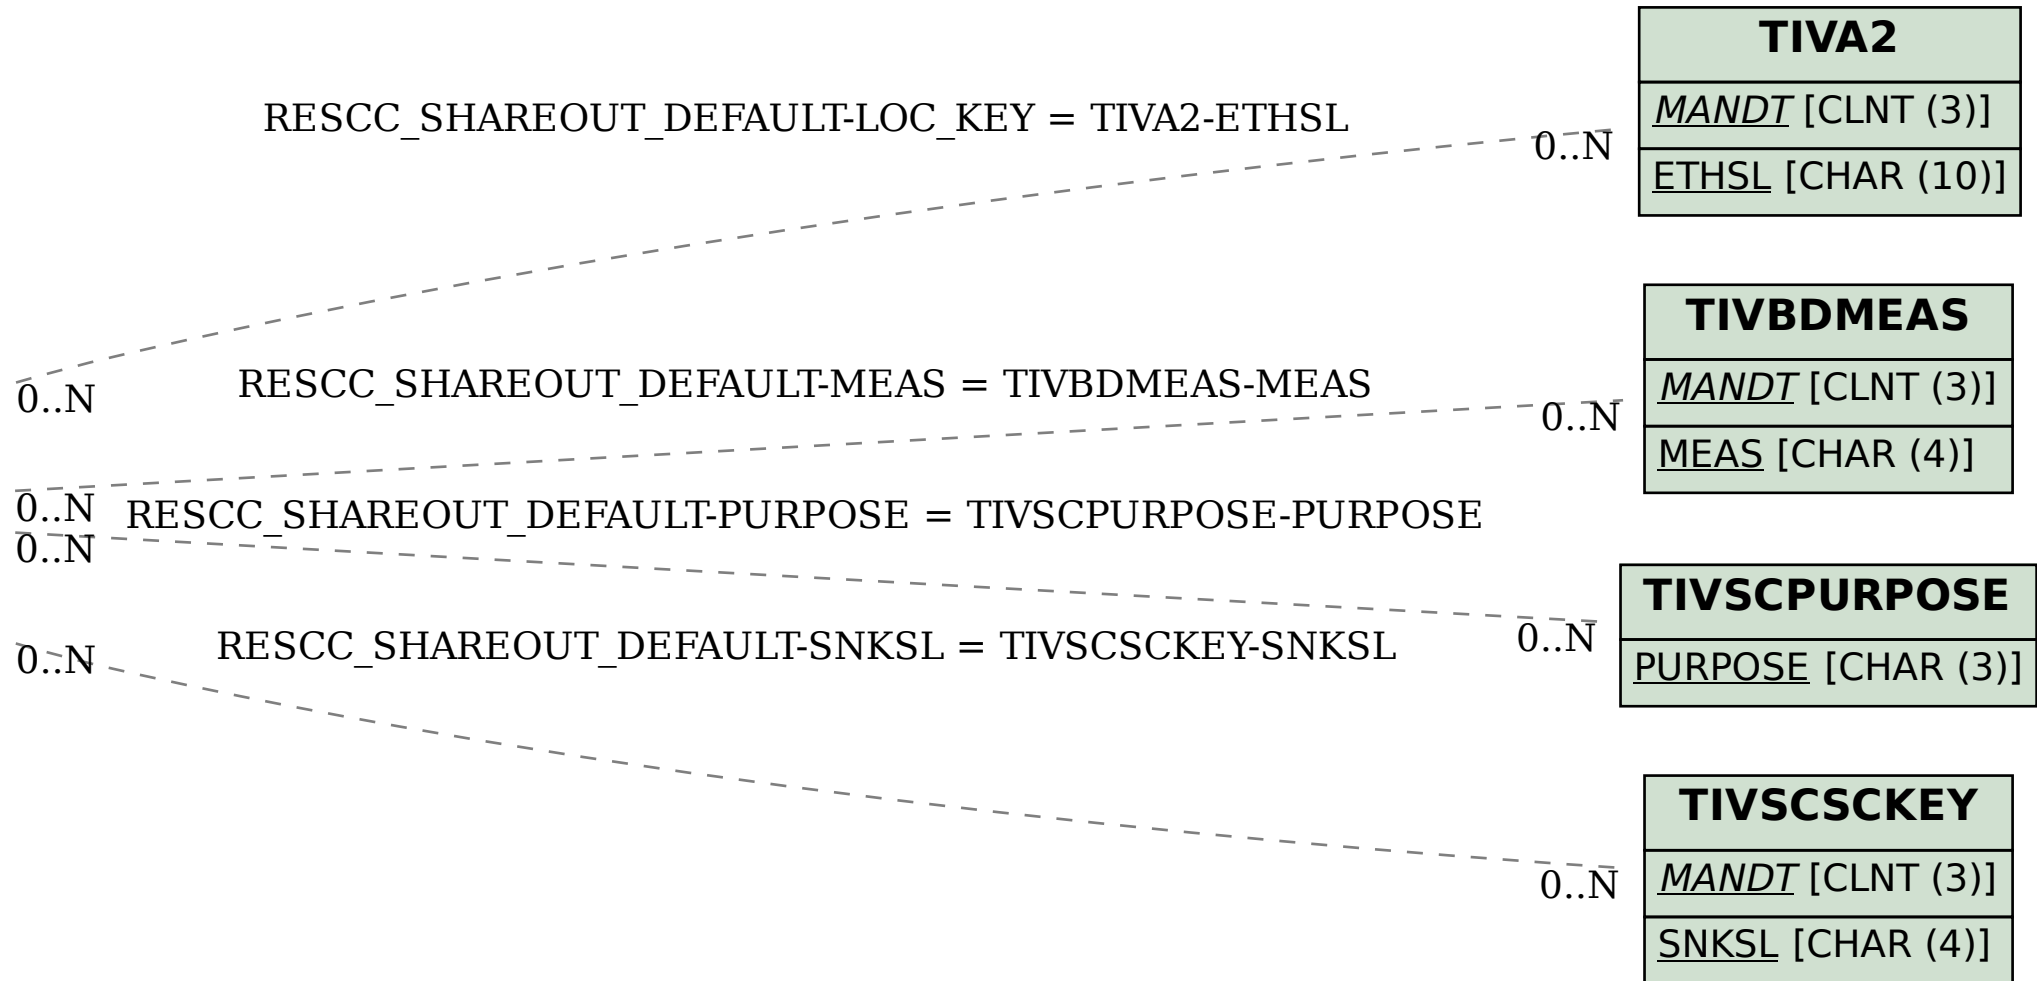 TIVA2
MANDT [CLNT (3)]
ETHSL [CHAR (10)]
RESCC_SHAREOUT_DEFAULT-LOC_KEY = TIVA2-ETHSL
0..N
0..N
TIVBDMEAS
MANDT [CLNT (3)]
MEAS [CHAR (4)]
RESCC_SHAREOUT_DEFAULT-MEAS = TIVBDMEAS-MEAS
0..N
0..N
RESCC_SHAREOUT_DEFAULT-PURPOSE = TIVSCPURPOSE-PURPOSE
0..N
0..N
TIVSCPURPOSE
PURPOSE [CHAR (3)]
RESCC_SHAREOUT_DEFAULT-SNKSL = TIVSCSCKEY-SNKSL
0..N
0..N
TIVSCSCKEY
MANDT [CLNT (3)]
SNKSL [CHAR (4)]